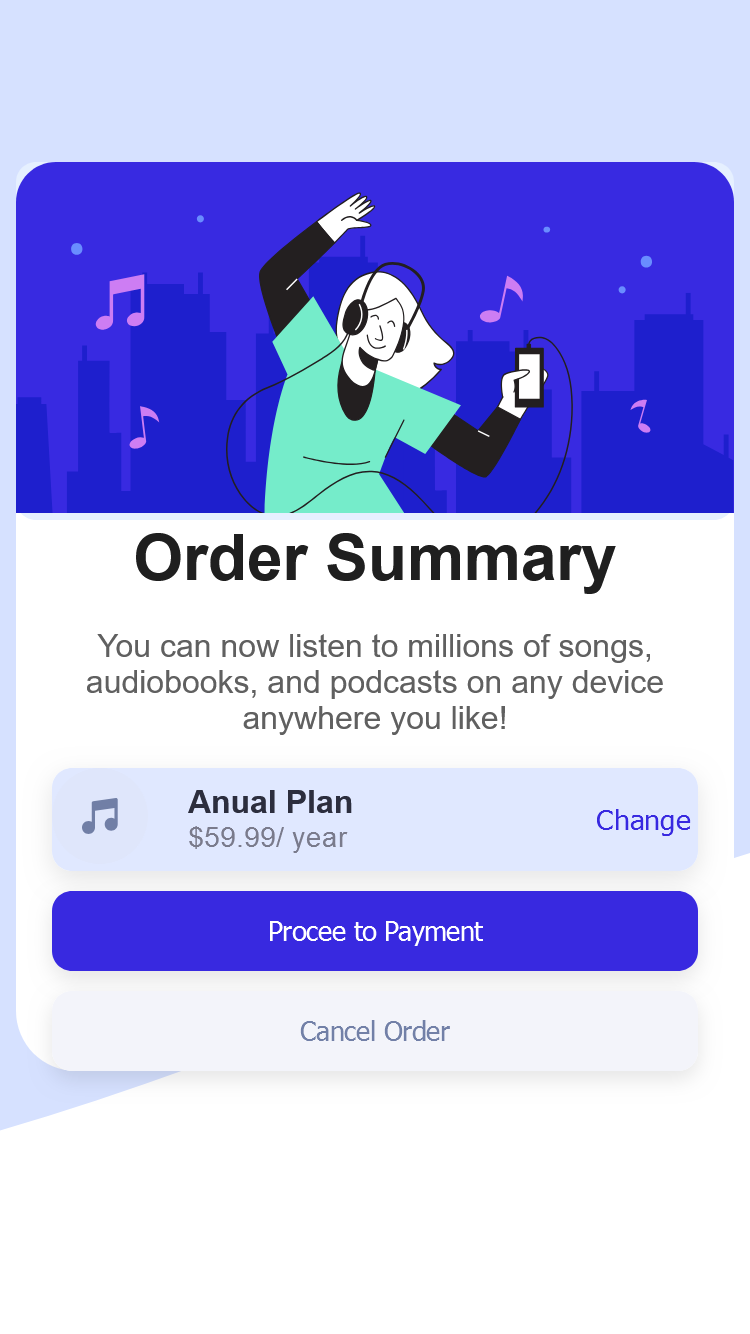 Order Summary
You can now listen to millions of songs,
audiobooks, and podcasts on any device
anywhere you like!
Anual Plan
$59.99/ year
Change
Procee to Payment
Cancel Order